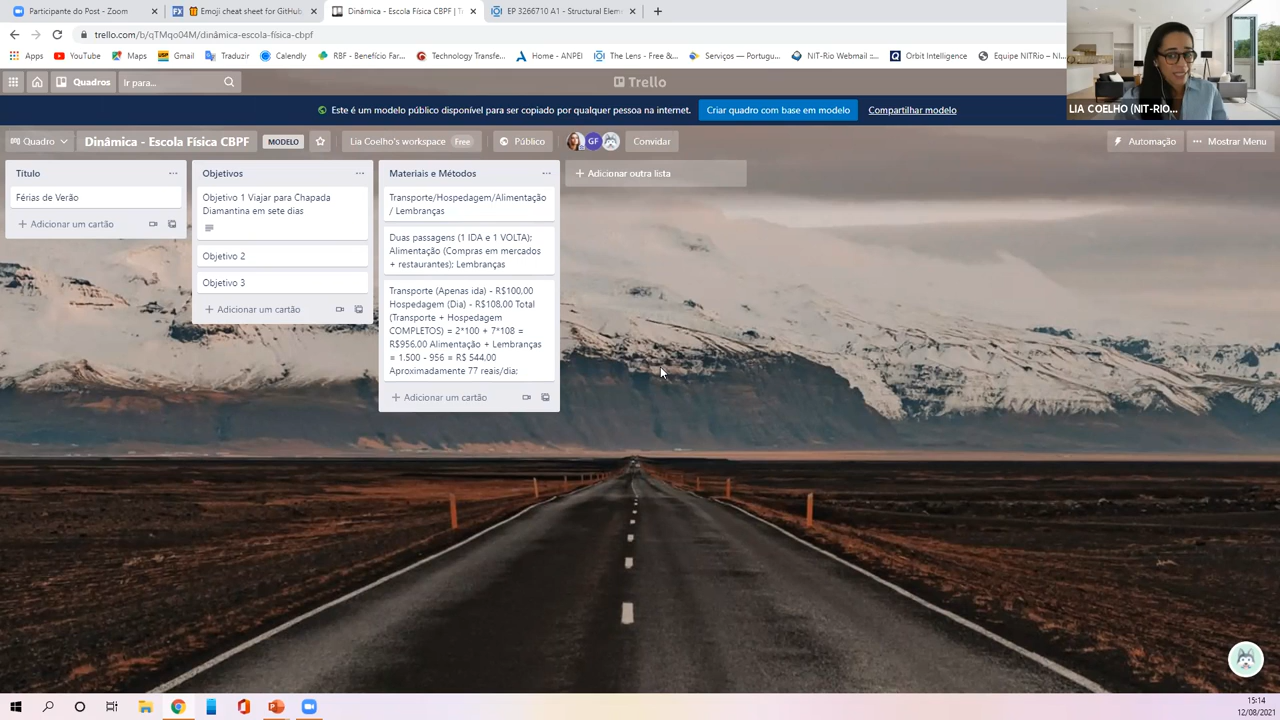 Participante do Post - Zoom
Emoji cheat sheet for GitHub,
Dinâmica - Escola Física CBPF | T
EP 3266710 A1 - Structural Elem
trello.com/b/qTMqo04M/dinâmica-escola-física-cbpf
Apps
YouTube
Maps
Gmail
Traduzir
Calendly
RBF - Benefício Far...
Technology Transfe...
Home - ANPEI
The Lens - Free &...
Serviços — Portugu...
NIT-Rio Webmail ::...
Orbit Intelligence
Equipe NITRio
LIA COELHO (NIT-RIO...
Quadros
Ir para...
Trello
Este é um modelo público disponível para ser copiado por qualquer pessoa na internet.
Criar quadro com base em modelo
Compartilhar modelo
Quadro
Dinâmica - Escola Física CBPF
MODELO
Lia Coelho's workspace
Free
Público
GF
Convidar
Automação
Mostrar Menu
Título
Férias de Verão
Adicionar um cartão
Objetivos
Objetivo 1 Viajar para Chapada
Diamantina em sete dias
Objetivo 2
Objetivo 3
Adicionar um cartão
Materiais e Métodos
Transporte/Hospedagem/Alimentação
/ Lembranças
Duas passagens (1 IDA e 1 VOLTA);
Alimentação (Compras em mercados
+ restaurantes); Lembranças
Transporte (Apenas ida) - R$100,00
Hospedagem (Dia) - R$108,00 Total
(Transporte + Hospedagem
COMPLETOS) = 2*100 + 7*108 =
R$956.00 Alimentação + Lembranças
= 1.500 - 956 = R$ 544,00
Aproximadamente 77 reais/dia;
Adicionar um cartão
Adicionar outra lista
15:14
12/08/2021